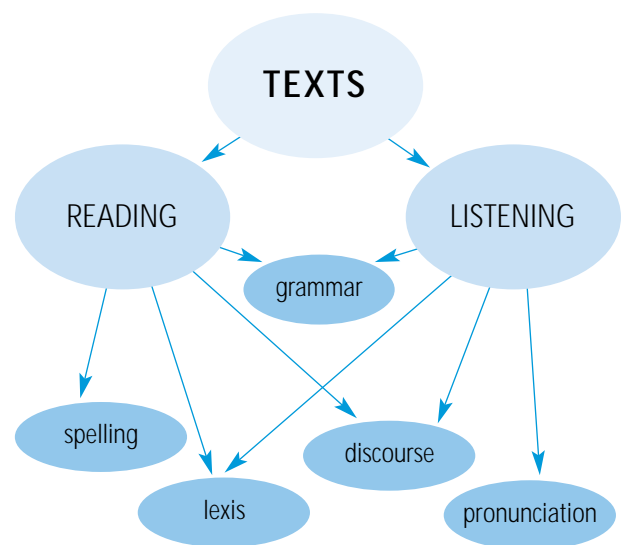 TEXTS
READING
LISTENING
grammar
spelling
discourse
lexis
pronunciation